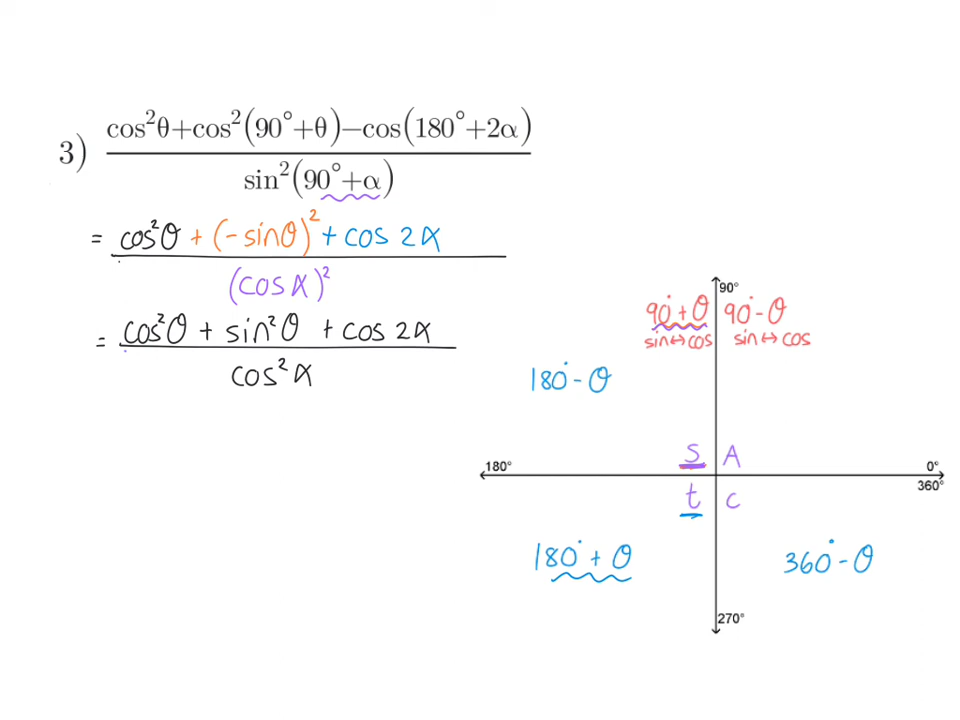 3) cos²θ+cos²(90°+θ)−cos(180°+2α)
sin²(90°+α)
= cos²θ + (-sinθ)² + cos 2α
(cos α)²
= cos²θ + sin²θ + cos 2α
cos²α
90°
90° + θ
90° - θ
sin↔cos
sin↔cos
180° - θ
S A
180°
0°
360°
t C
180° + θ
360° - θ
270°